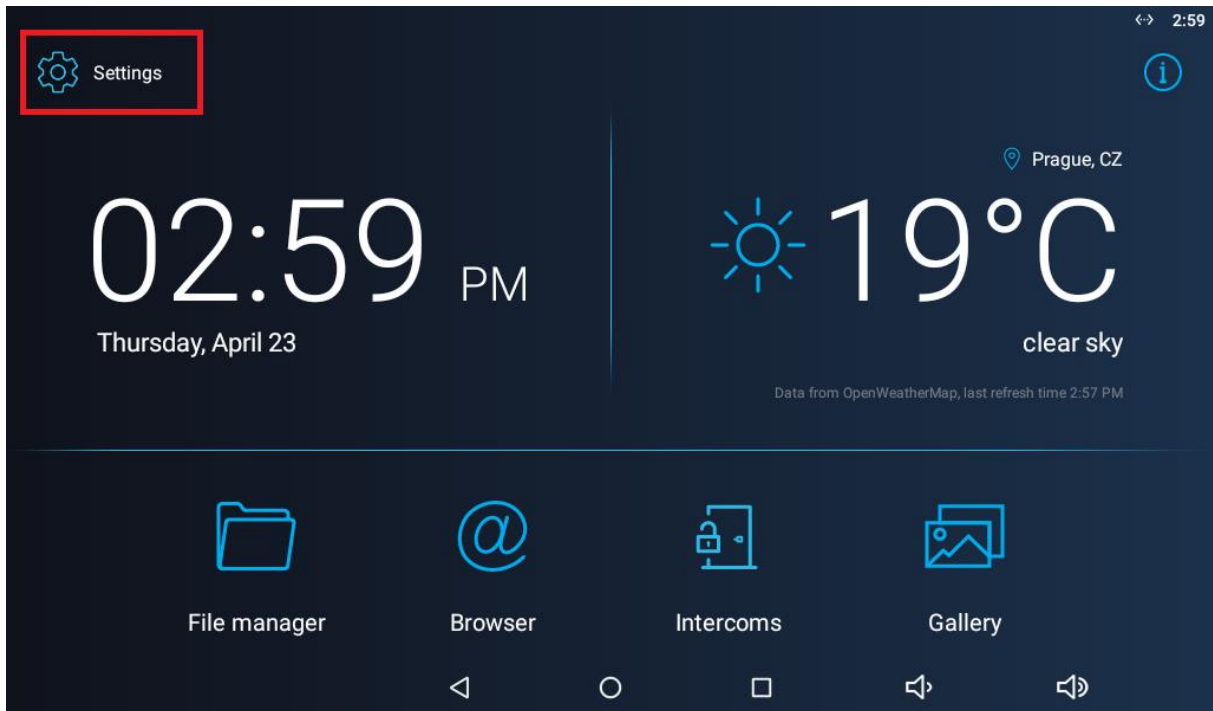 2:59
Settings
Prague, CZ
02:59 PM
19°C
Thursday, April 23
clear sky
Data from OpenWeatherMap, last refresh time 2:57 PM
File manager
Browser
Intercoms
Gallery